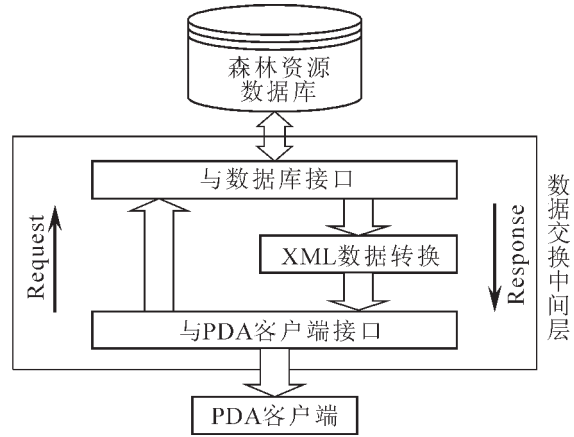 森林资源
数据库
与数据库接口
Request
XML数据转换
Response
与PDA客户端接口
PDA客户端
数据交换中间层